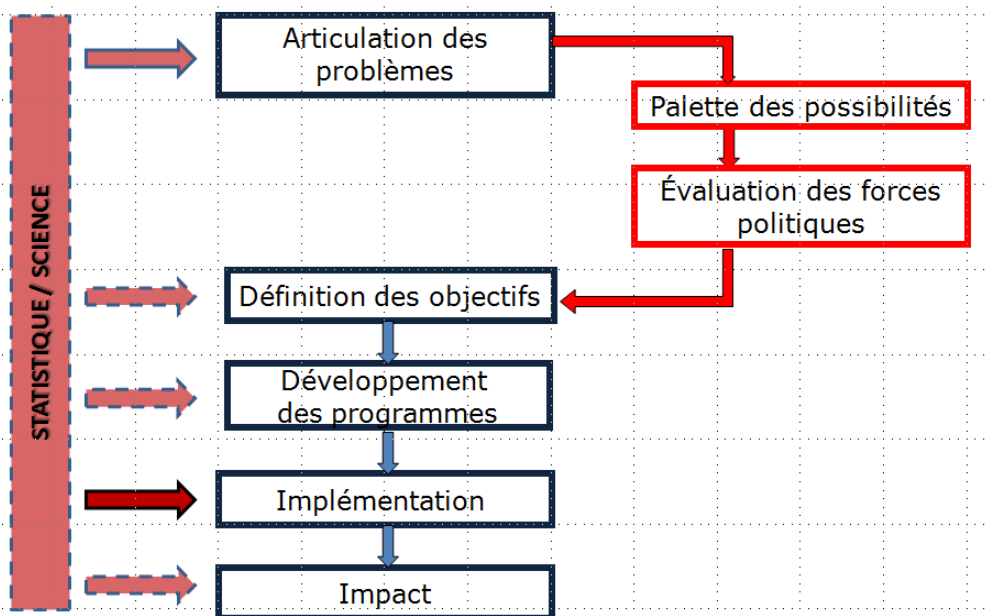 STATISTIQUE / SCIENCE
Articulation des
problèmes
Palette des possibilités
Évaluation des forces
politiques
Définition des objectifs
Développement
des programmes
Implémentation
Impact